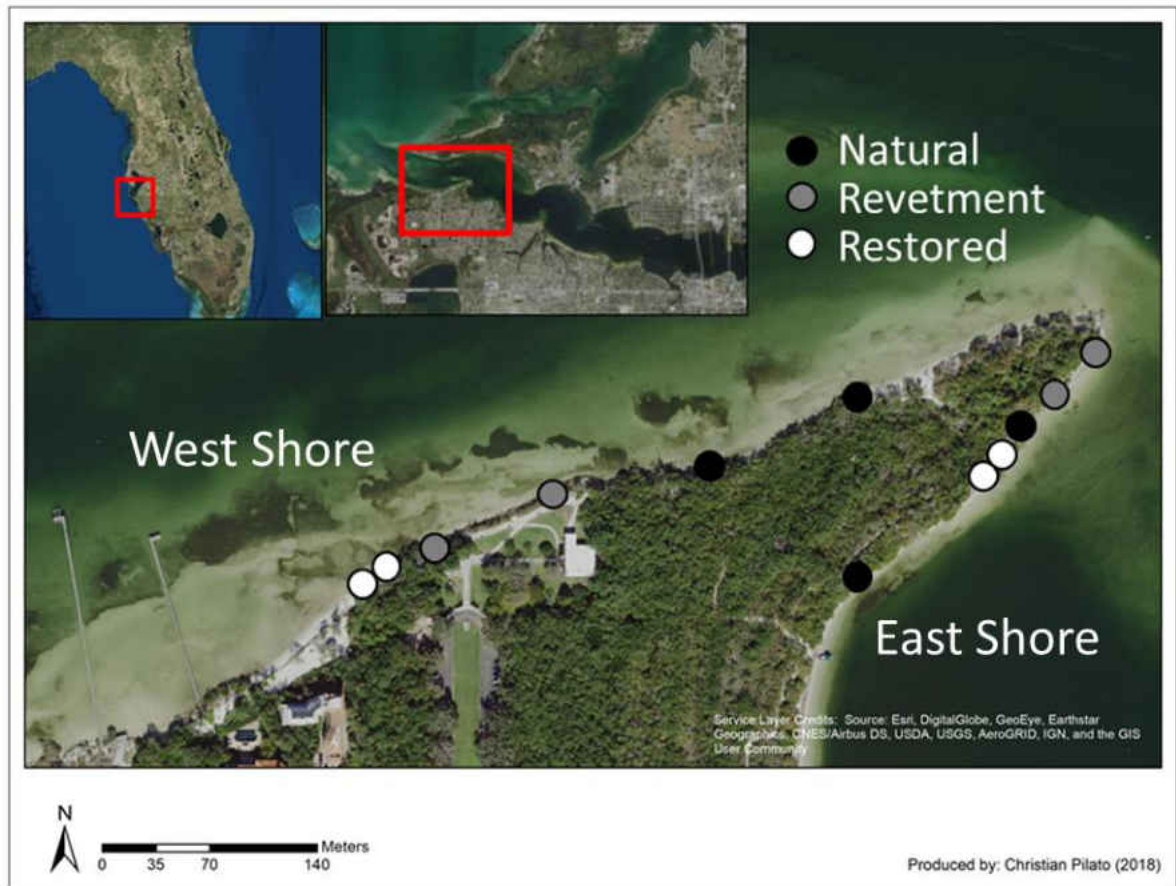 Natural
Revetment
Restored
West Shore
East Shore
Service Layer Credits: Source: Esri, DigitalGlobe, GeoEye, Earthstar
Geographics, CNES/Airbus DS, USDA, USGS, AeroGRID, IGN, and the GIS
User Community
N
Meters
0 35 70 140
Produced by: Christian Pilato (2018)